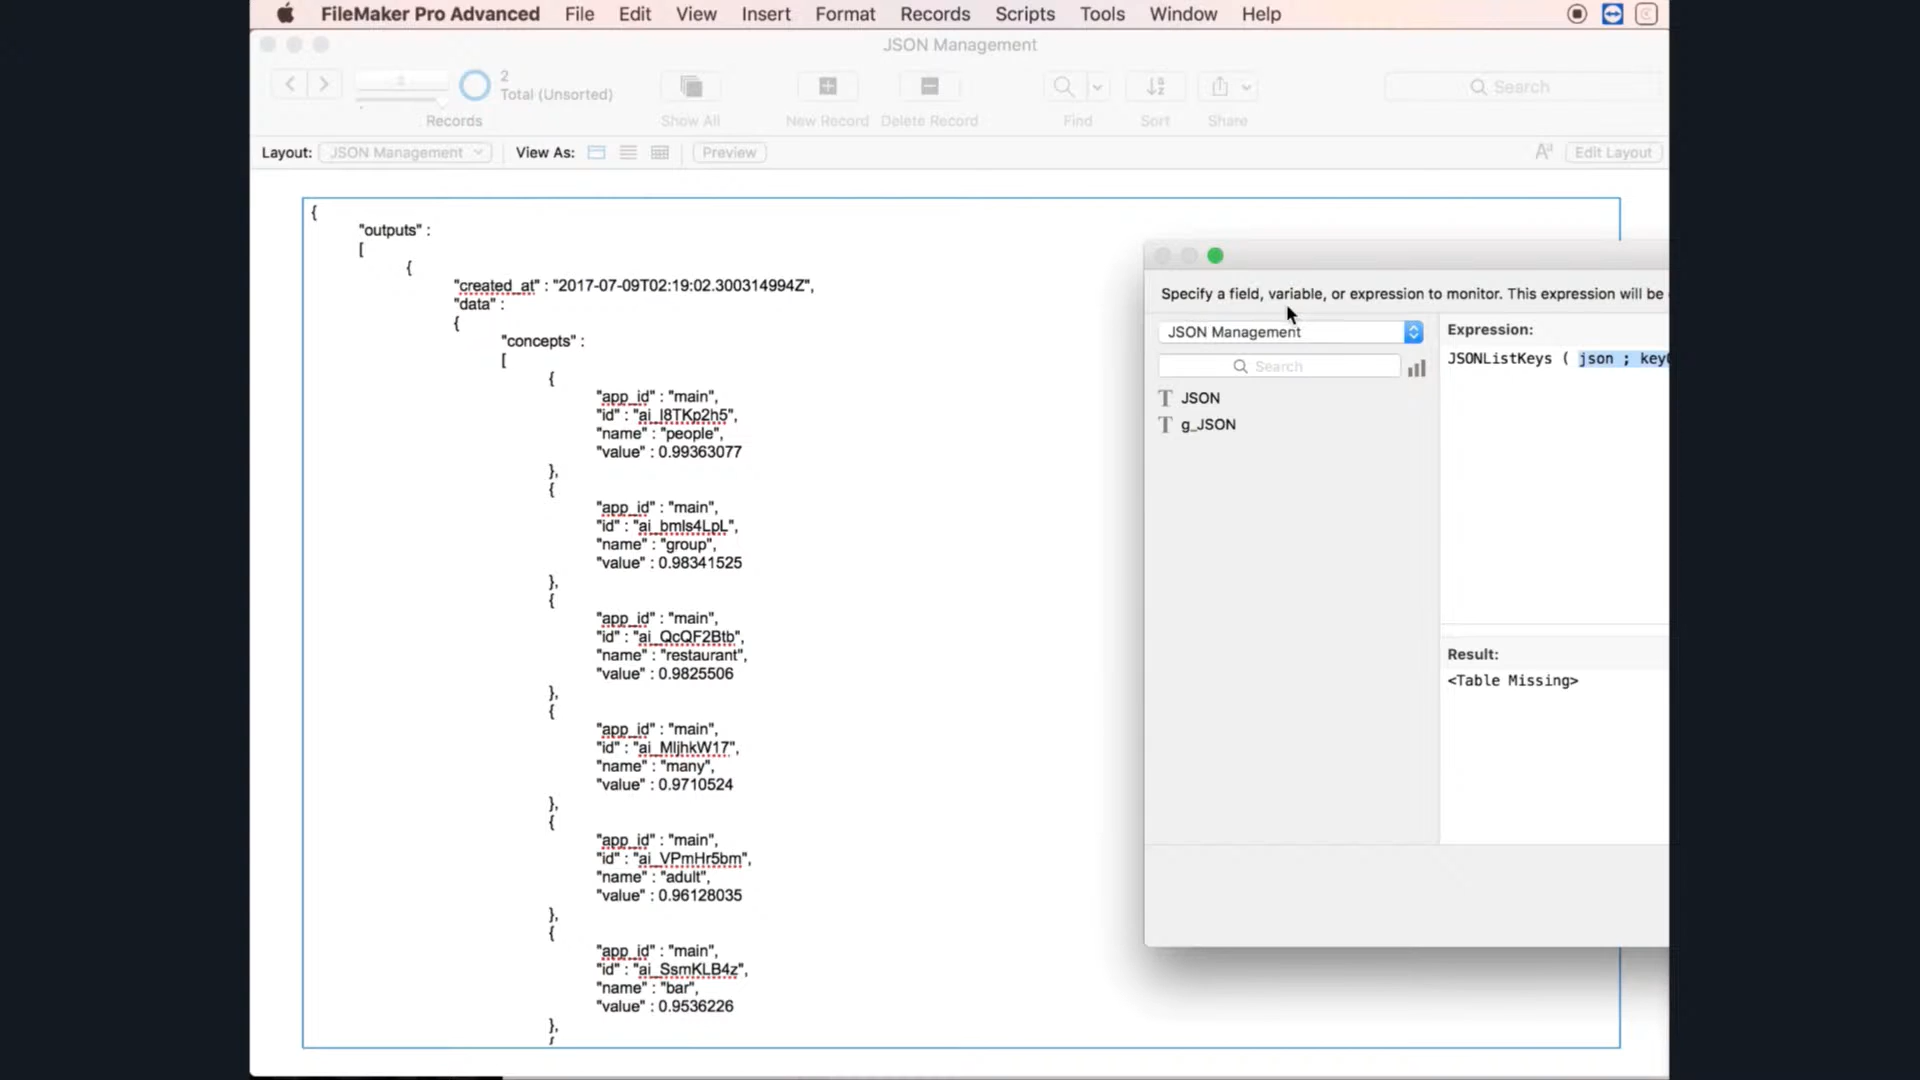 FileMaker Pro Advanced File Edit View Insert Format Records Scripts Tools Window Help
JSON Management
2
2
Total (Unsorted)
Search
Records
Show All
New Record
Delete Record
Find
Sort
Share
Layout: JSON Management View As: Preview
Edit Layout
{
"outputs" :
[
{
"created_at" : "2017-07-09T02:19:02.300314994Z",
"data" :
{
"concepts" :
[
{
"app_id" : "main",
"id" : "ai_l8TKp2h5",
"name" : "people",
"value" : 0.99363077
},
{
"app_id" : "main",
"id" : "ai_bmls4LpL",
"name" : "group",
"value" : 0.98341525
},
{
"app_id" : "main",
"id" : "ai_QcQF2Btb",
"name" : "restaurant",
"value" : 0.9825506
},
{
"app_id" : "main",
"id" : "ai_MljhkW17",
"name" : "many",
"value" : 0.9710524
},
{
"app_id" : "main",
"id" : "ai_VPmHr5bm",
"name" : "adult",
"value" : 0.96128035
},
{
"app_id" : "main",
"id" : "ai_SsmKLB4z",
"name" : "bar",
"value" : 0.9536226
},
{
Specify a field, variable, or expression to monitor. This expression will be
JSON Management
Search
JSON
g_JSON
Expression:
JSONListKeys ( json ; key
Result:
<Table Missing>